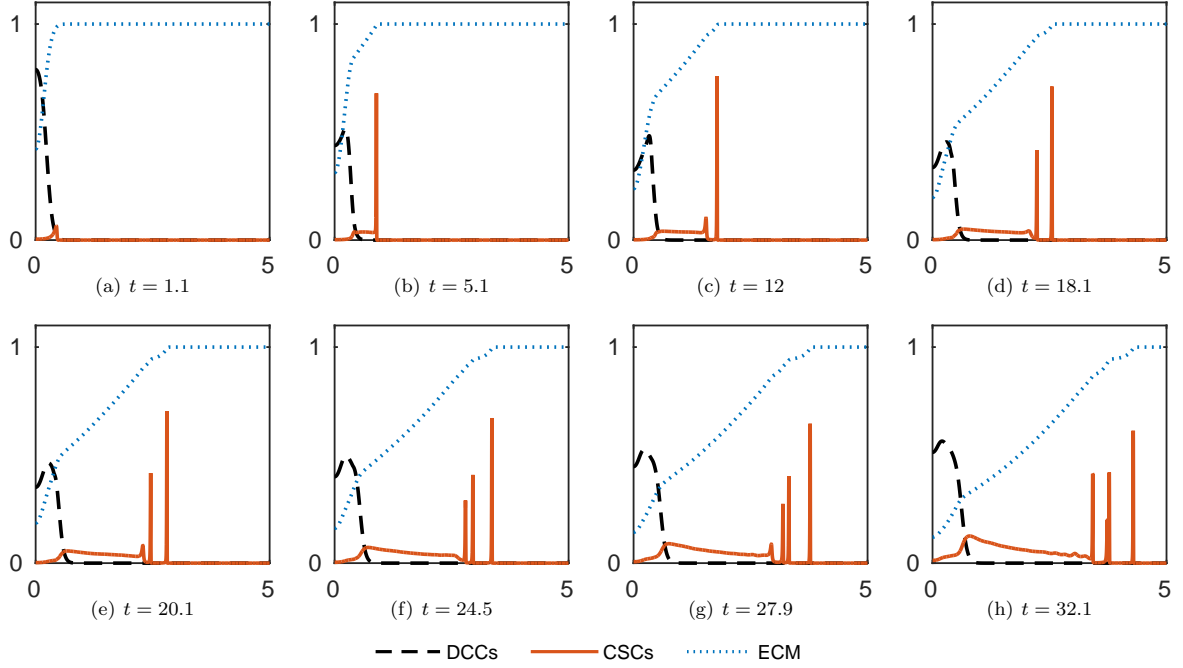 1 1 1 1
0 0 0 0
0 5 0 5 0 5 0 5
(a) t = 1.1 (b) t = 5.1 (c) t = 12 (d) t = 18.1
1 1 1 1
0 0 0 0
0 5 0 5 0 5 0 5
(e) t = 20.1 (f) t = 24.5 (g) t = 27.9 (h) t = 32.1
DCCs CSCs ECM